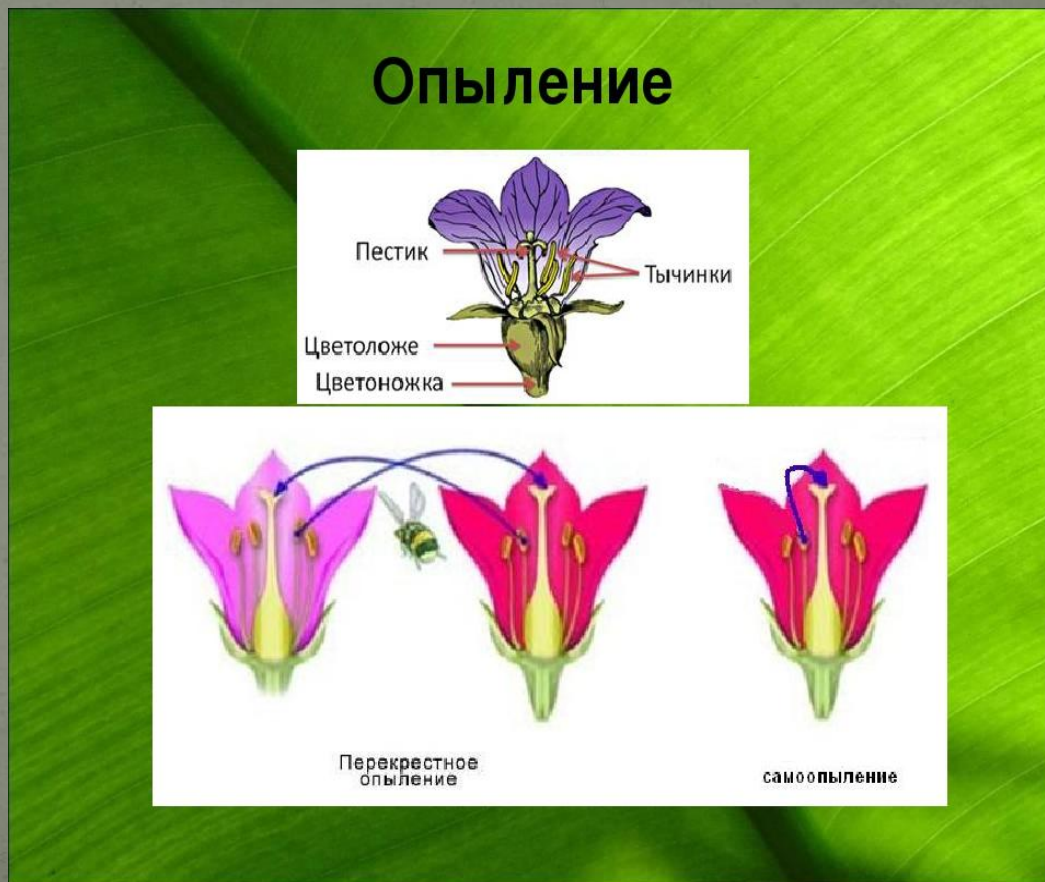 Опыление
Пестик
Тычинки
Цветоложе
Цветоножка
Перекрестное
опыление
самоопыление